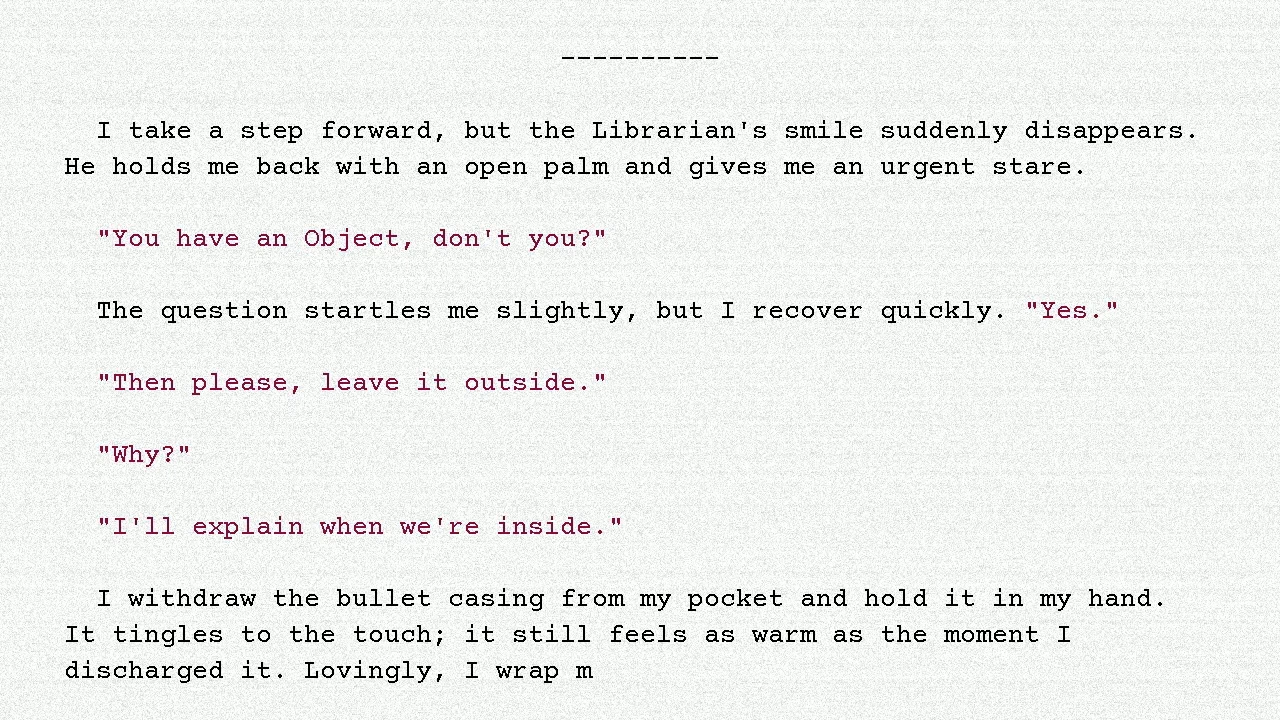 ----------
I take a step forward, but the Librarian's smile suddenly disappears.
He holds me back with an open palm and gives me an urgent stare.
"You have an Object, don't you?"
The question startles me slightly, but I recover quickly. "Yes."
"Then please, leave it outside."
"Why?"
"I'll explain when we're inside."
I withdraw the bullet casing from my pocket and hold it in my hand.
It tingles to the touch; it still feels as warm as the moment I
discharged it. Lovingly, I wrap m